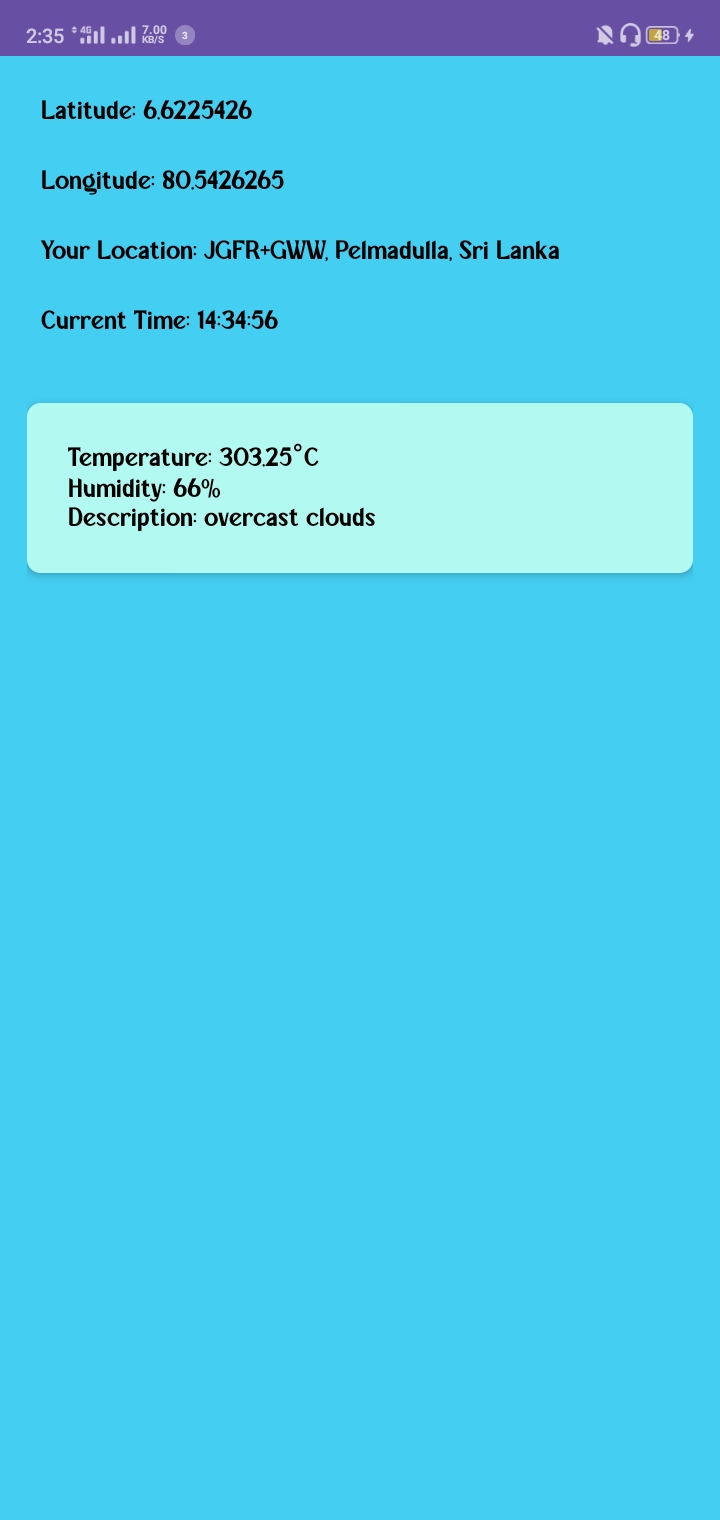 2:35 4G 7.00 KB/S 3 48
Latitude: 6.6225426
Longitude: 80.5426265
Your Location: JGFR+GWW, Pelmadulla, Sri Lanka
Current Time: 14:34:56
Temperature: 303.25°C
Humidity: 66%
Description: overcast clouds